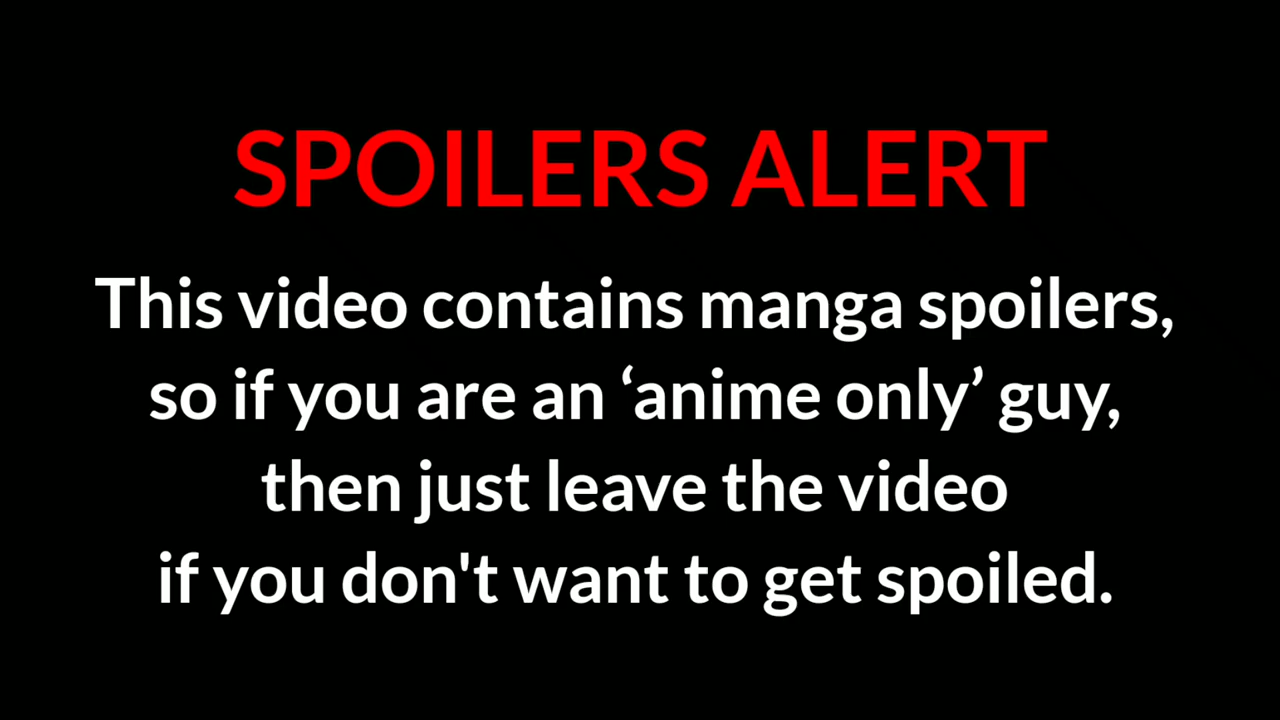 SPOILERS ALERT
This video contains manga spoilers,
so if you are an ‘anime only’ guy,
then just leave the video
if you don't want to get spoiled.